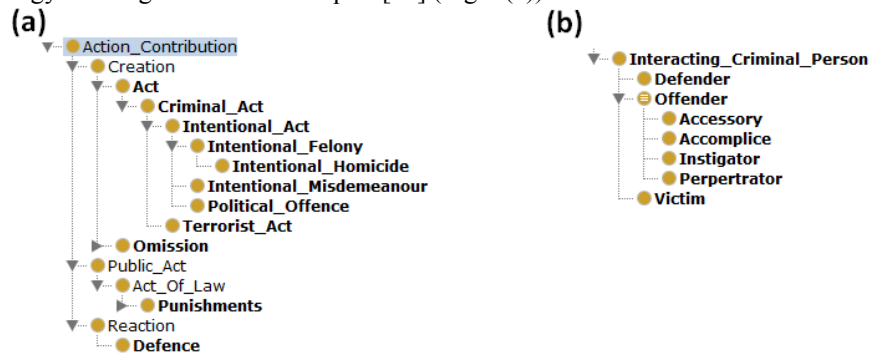 (a)
Action_Contribution
Creation
Act
Criminal_Act
Intentional_Act
Intentional_Felony
Intentional_Homicide
Intentional_Misdemeanour
Political_Offence
Terrorist_Act
Omission
Public_Act
Act_Of_Law
Punishments
Reaction
Defence
(b)
Interacting_Criminal_Person
Defender
Offender
Accessory
Accomplice
Instigator
Perpertrator
Victim